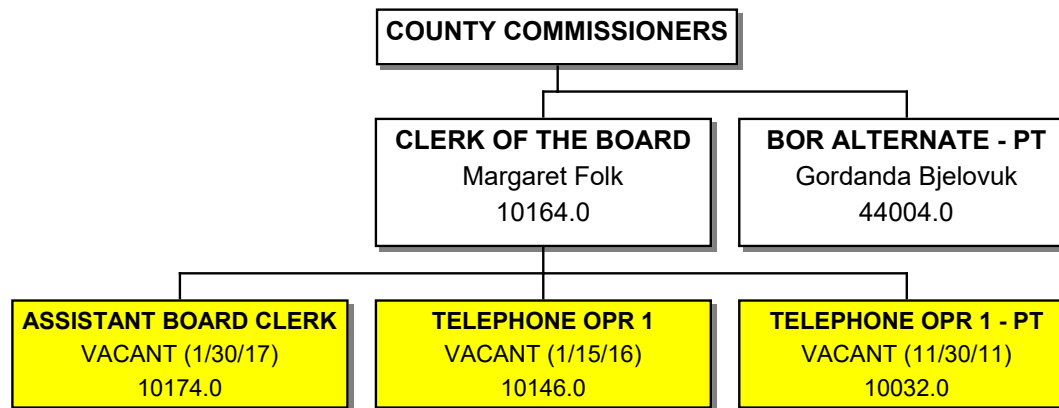 COUNTY COMMISSIONERS
CLERK OF THE BOARD
Margaret Folk
10164.0
BOR ALTERNATE - PT
Gordanda Bjelovuk
44004.0
ASSISTANT BOARD CLERK
VACANT (1/30/17)
10174.0
TELEPHONE OPR 1
VACANT (1/15/16)
10146.0
TELEPHONE OPR 1 - PT
VACANT (11/30/11)
10032.0